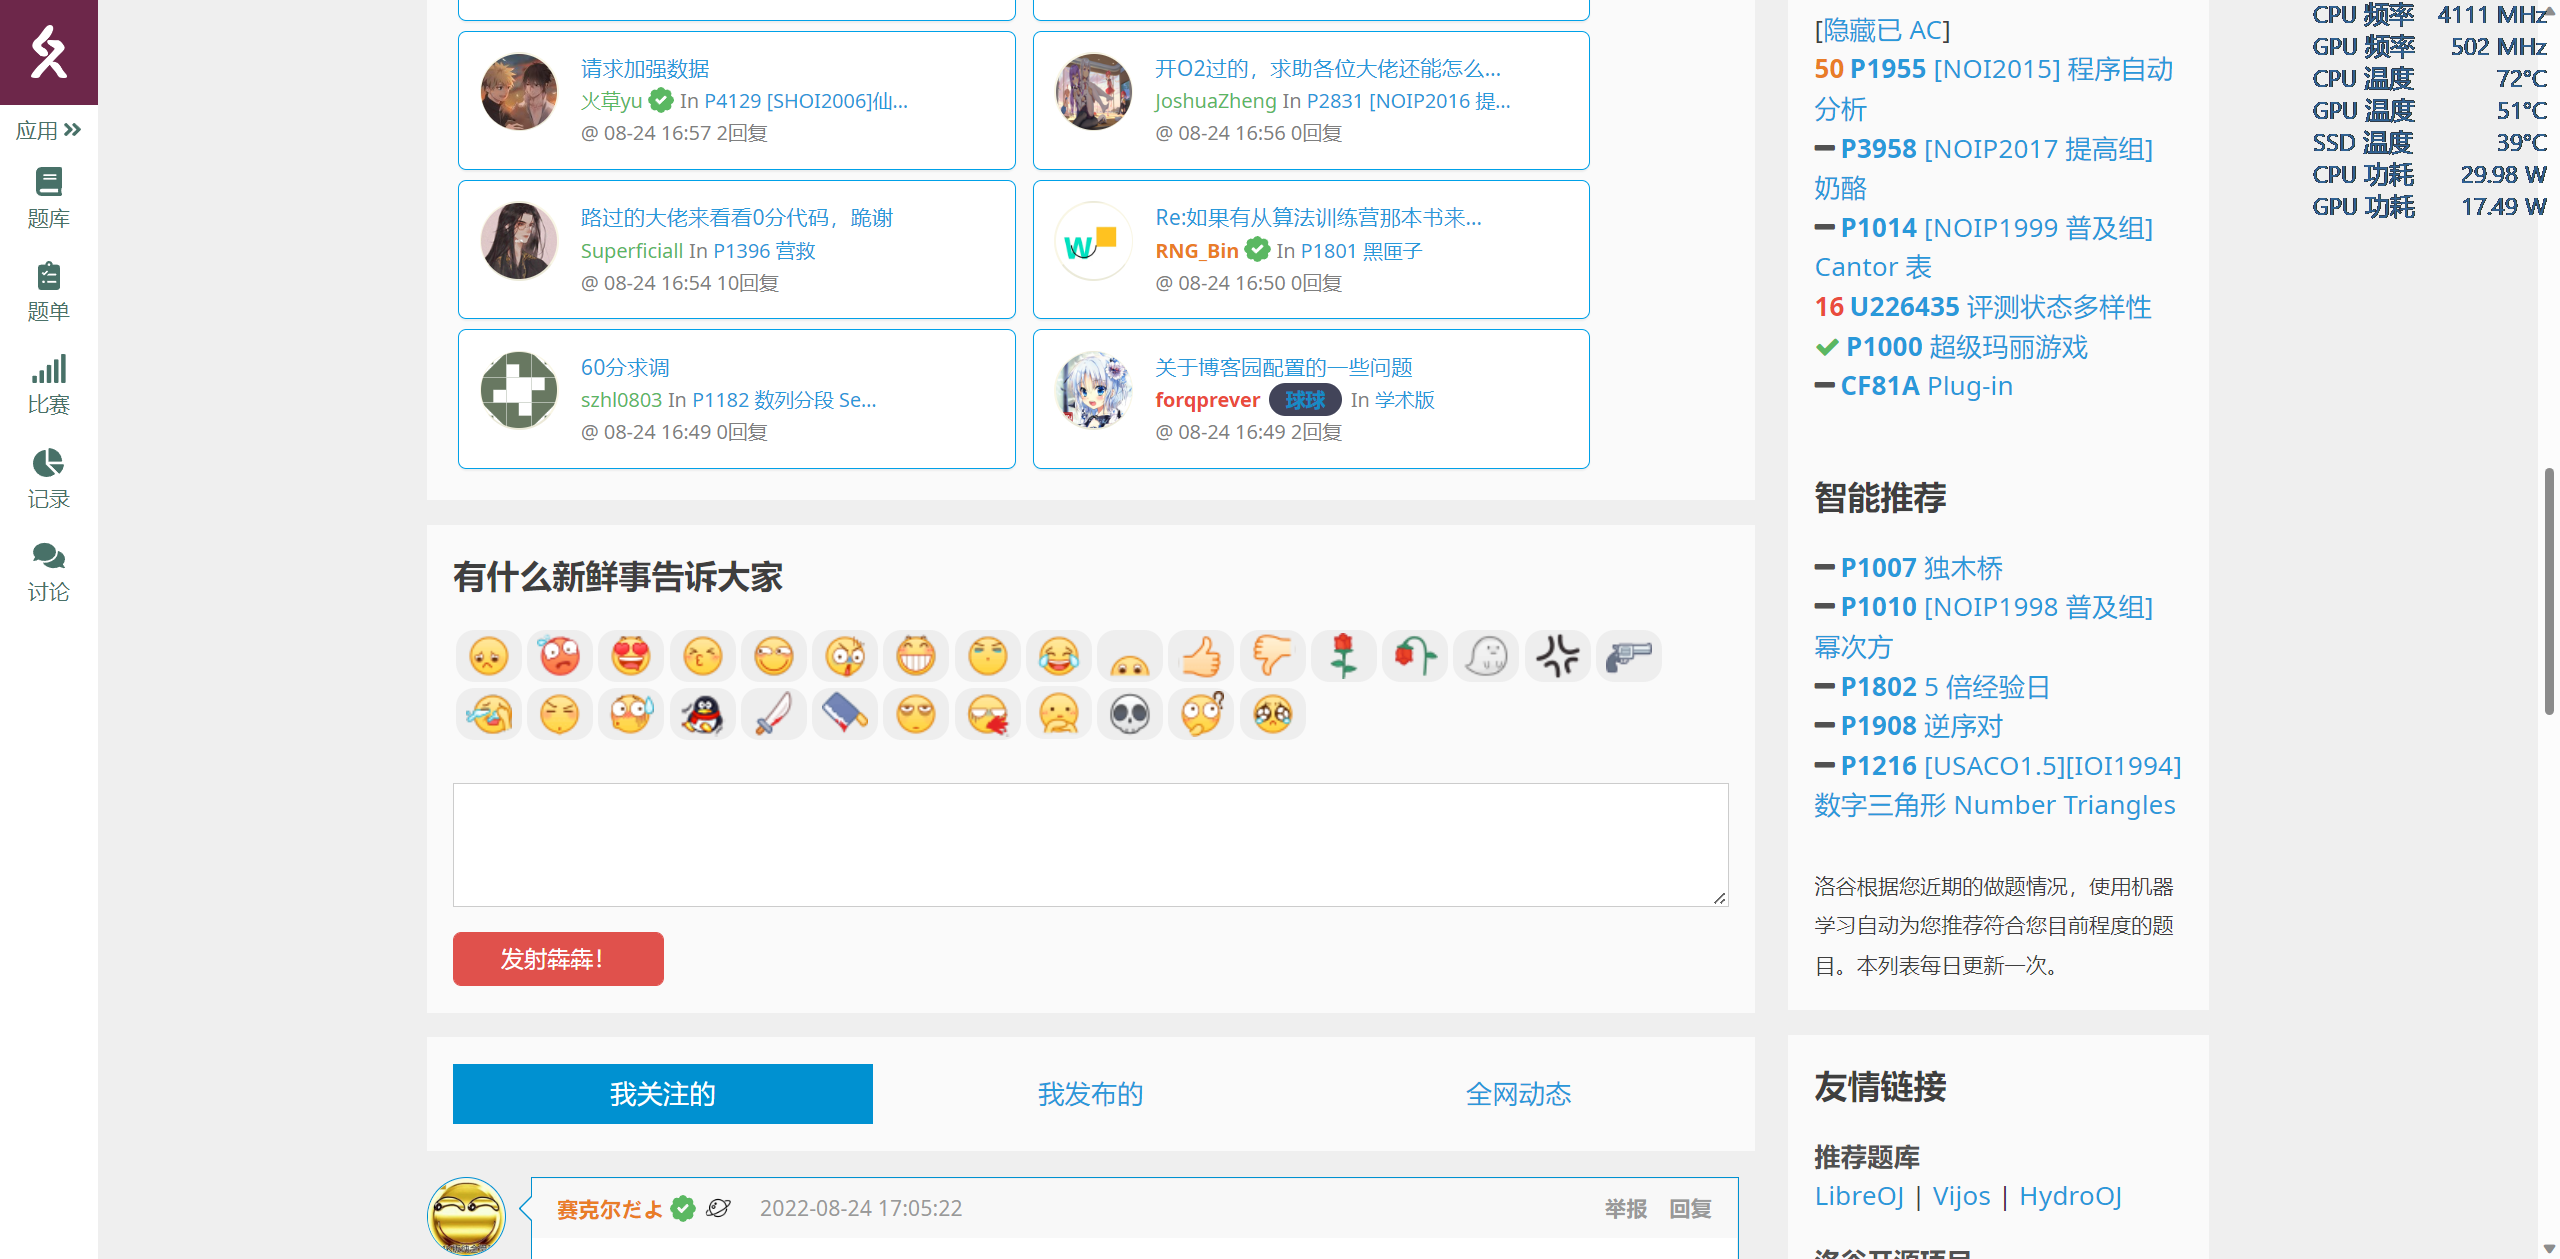 应用
题库
题单
比赛
记录
讨论
请求加强数据
火草yu In P4129 [SHOI2006]仙...
@ 08-24 16:57 2回复
开O2过的，求助各位大佬还能怎么...
JoshuaZheng In P2831 [NOIP2016 提...
@ 08-24 16:56 0回复
路过的大佬来看看0分代码，跪谢
Superficiall In P1396 营救
@ 08-24 16:54 10回复
Re:如果有从算法训练营那本书来...
RNG_Bin In P1801 黑匣子
@ 08-24 16:50 0回复
60分求调
szhl0803 In P1182 数列分段 Se...
@ 08-24 16:49 0回复
关于博客园配置的一些问题
forqprever 球球 In 学术版
@ 08-24 16:49 2回复
有什么新鲜事告诉大家
发射犇犇！
我关注的
我发布的
全网动态
赛克尔だよ 2022-08-24 17:05:22 举报 回复
[隐藏已 AC]
50 P1955 [NOI2015] 程序自动
分析
P3958 [NOIP2017 提高组]
奶酪
P1014 [NOIP1999 普及组]
Cantor 表
16 U226435 评测状态多样性
P1000 超级玛丽游戏
CF81A Plug-in
智能推荐
P1007 独木桥
P1010 [NOIP1998 普及组]
幂次方
P1802 5 倍经验日
P1908 逆序对
P1216 [USACO1.5][IOI1994]
数字三角形 Number Triangles
洛谷根据您近期的做题情况，使用机器
学习自动为您推荐符合您目前程度的题
目。本列表每日更新一次。
友情链接
推荐题库
LibreOJ | Vijos | HydroOJ
洛谷开源项目
CPU 频率 4111 MHz
GPU 频率 502 MHz
CPU 温度 72°C
GPU 温度 51°C
SSD 温度 39°C
CPU 功耗 29.98 W
GPU 功耗 17.49 W